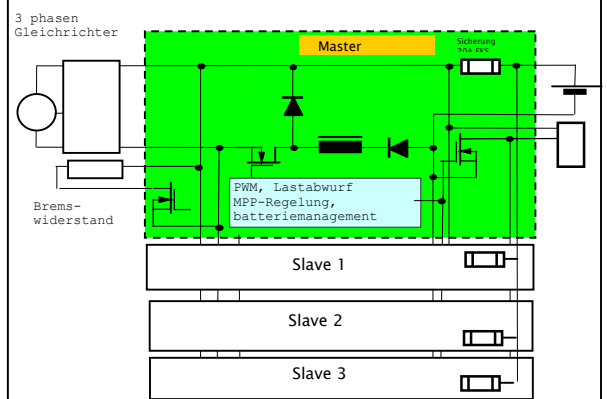 3 phasen
Gleichrichter
Master
Sicherung
20A FKS
Brems-
widerstand
PWM, Lastabwurf
MPP-Regelung,
batteriemanagement
Slave 1
Slave 2
Slave 3